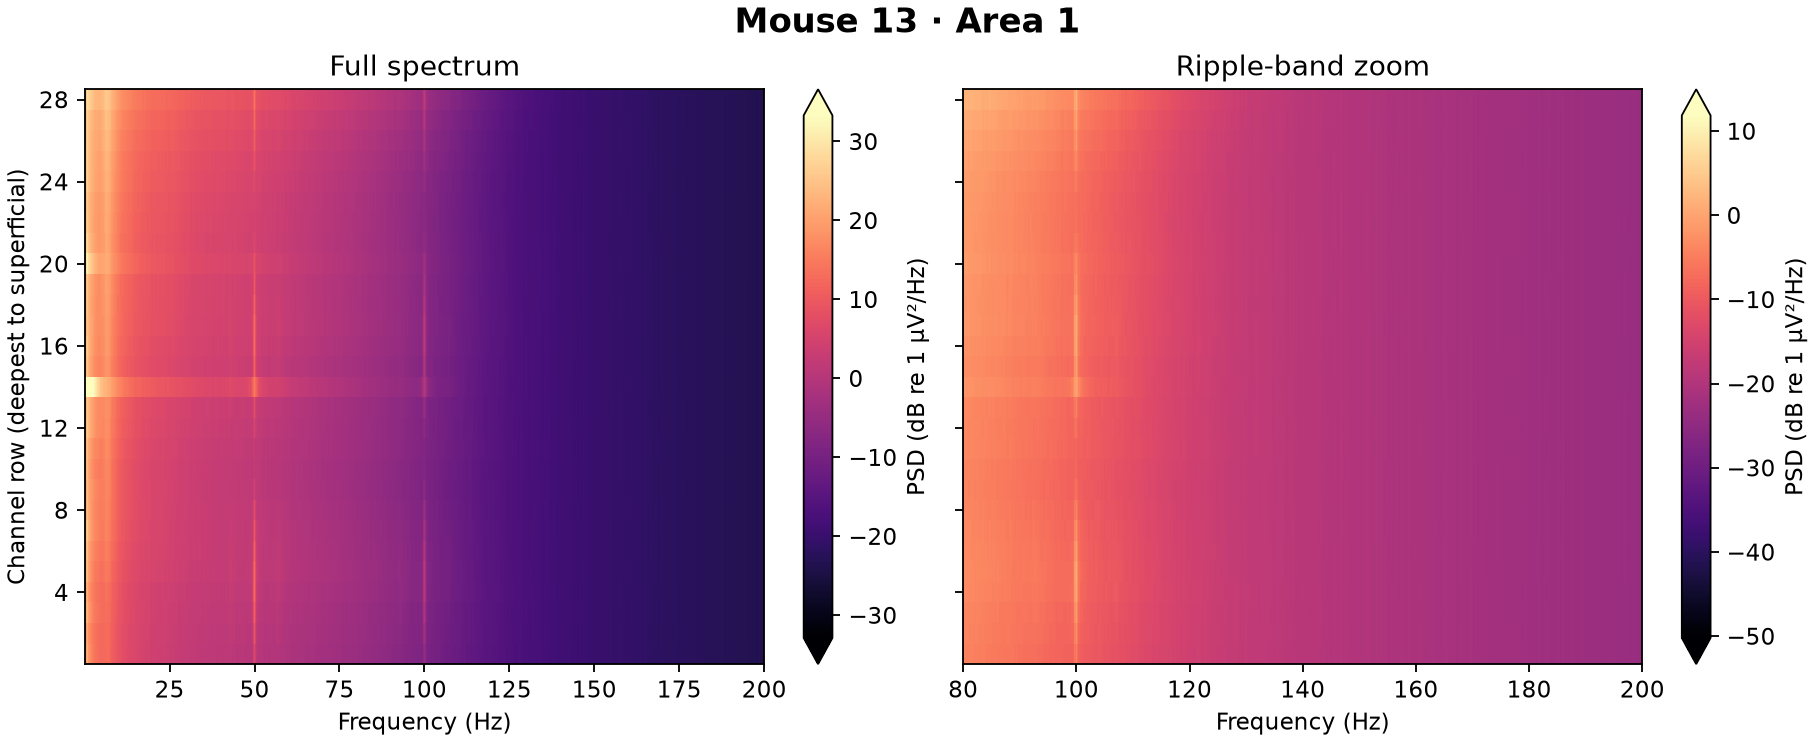 Mouse 13 · Area 1
Full spectrum
Channel row (deepest to superficial)
28
24
20
16
12
8
4
25 50 75 100 125 150 175 200
Frequency (Hz)
30
20
10
0
−10
−20
−30
PSD (dB re 1 µV²/Hz)
Ripple-band zoom
80 100 120 140 160 180 200
Frequency (Hz)
10
0
−10
−20
−30
−40
−50
PSD (dB re 1 µV²/Hz)